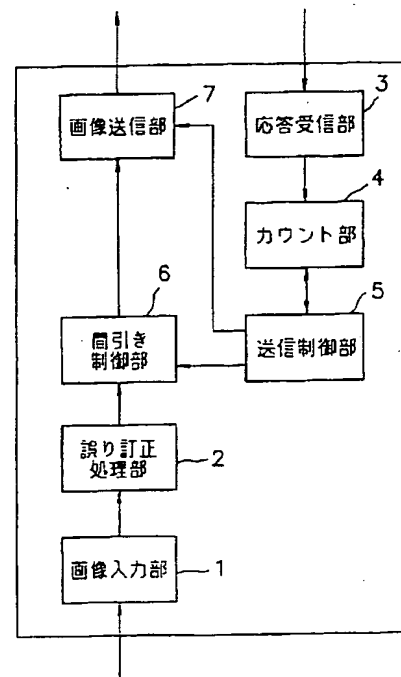 画像送信部
7
応答受信部
3
カウント部
4
間引き
制御部
6
送信制御部
5
誤り訂正
処理部
2
画像入力部
1